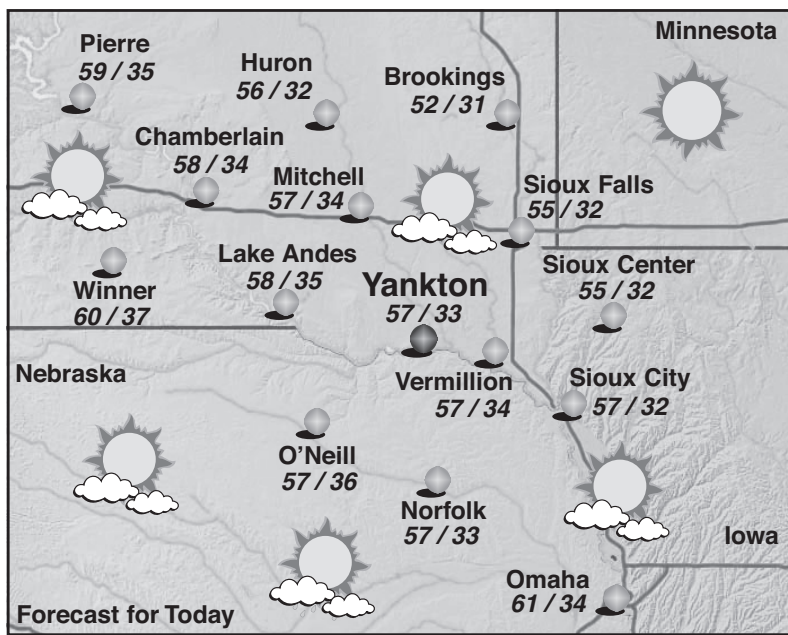 Pierre
59 / 35
Huron
56 / 32
Brookings
52 / 31
Minnesota
Chamberlain
58 / 34
Mitchell
57 / 34
Sioux Falls
55 / 32
Winner
60 / 37
Lake Andes
58 / 35
Yankton
57 / 33
Sioux Center
55 / 32
Nebraska
Vermillion
57 / 34
Sioux City
57 / 32
O'Neill
57 / 36
Norfolk
57 / 33
Iowa
Omaha
61 / 34
Forecast for Today